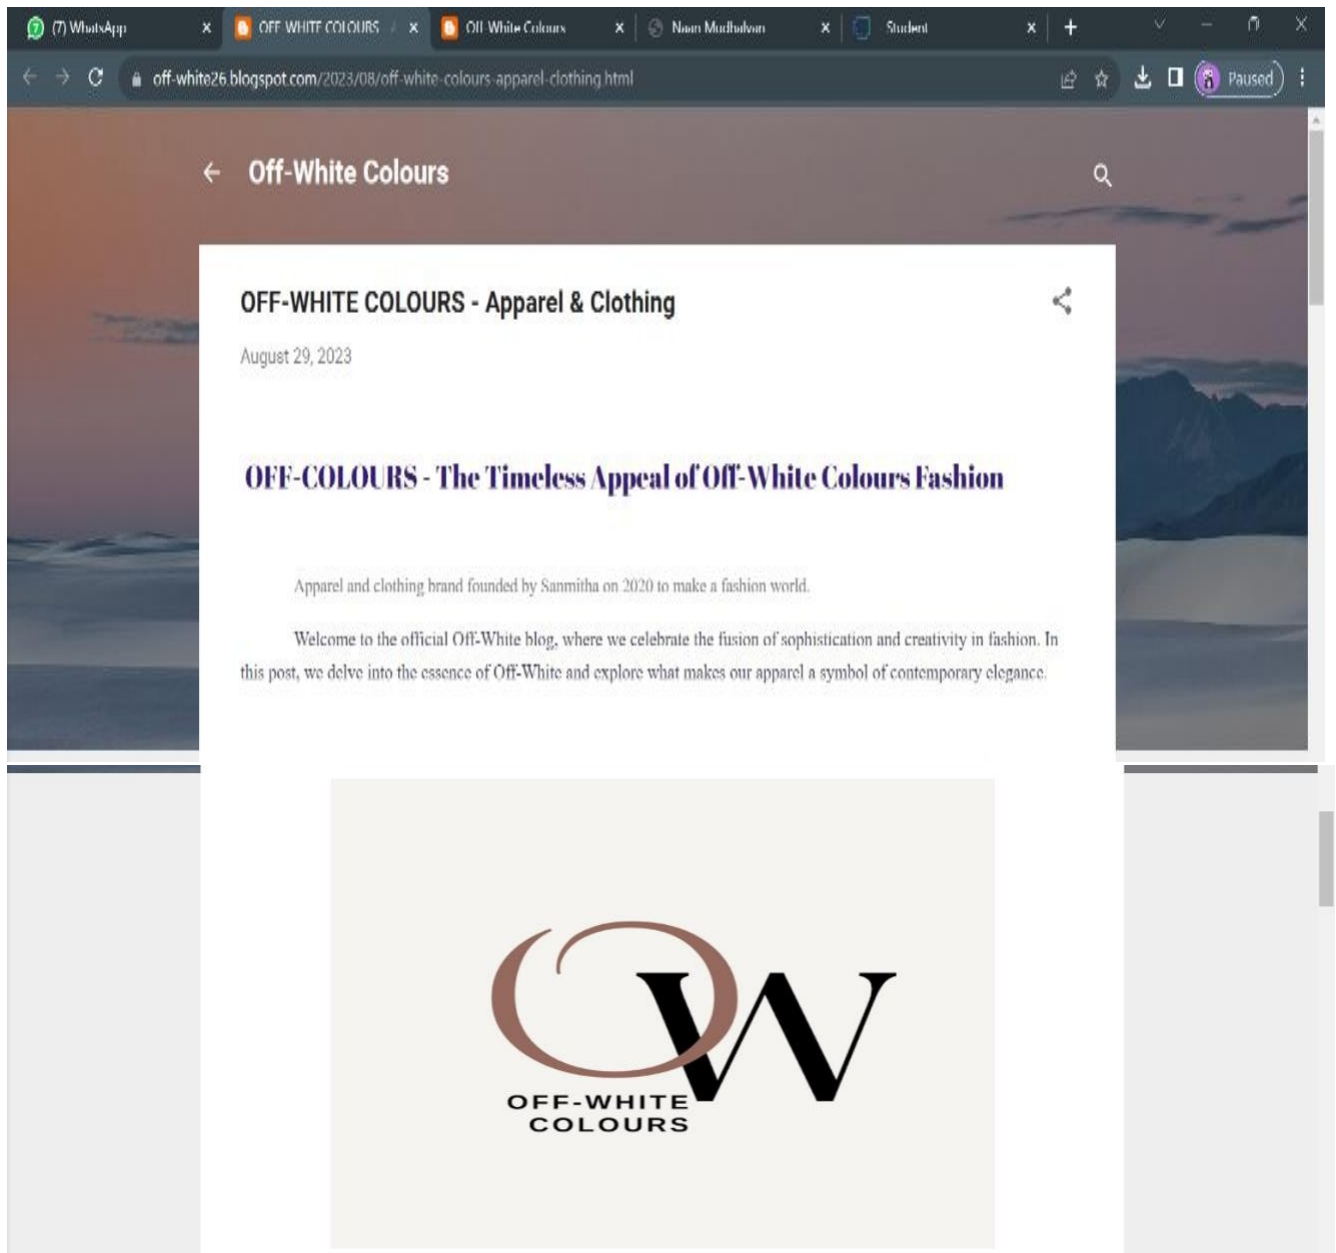 (7) WhatsApp
OFF-WHITE COLOURS
Off-White Colours
Naan Mudhalvan
Student
off-white26.blogspot.com/2023/08/off-white-colours-apparel-clothing.html
Paused
Off-White Colours
OFF-WHITE COLOURS - Apparel & Clothing
August 29, 2023
OFF-COLOURS - The Timeless Appeal of Off-White Colours Fashion
Apparel and clothing brand founded by Sanmitha on 2020 to make a fashion world.
Welcome to the official Off-White blog, where we celebrate the fusion of sophistication and creativity in fashion. In
this post, we delve into the essence of Off-White and explore what makes our apparel a symbol of contemporary elegance.
OW
OFF-WHITE
COLOURS